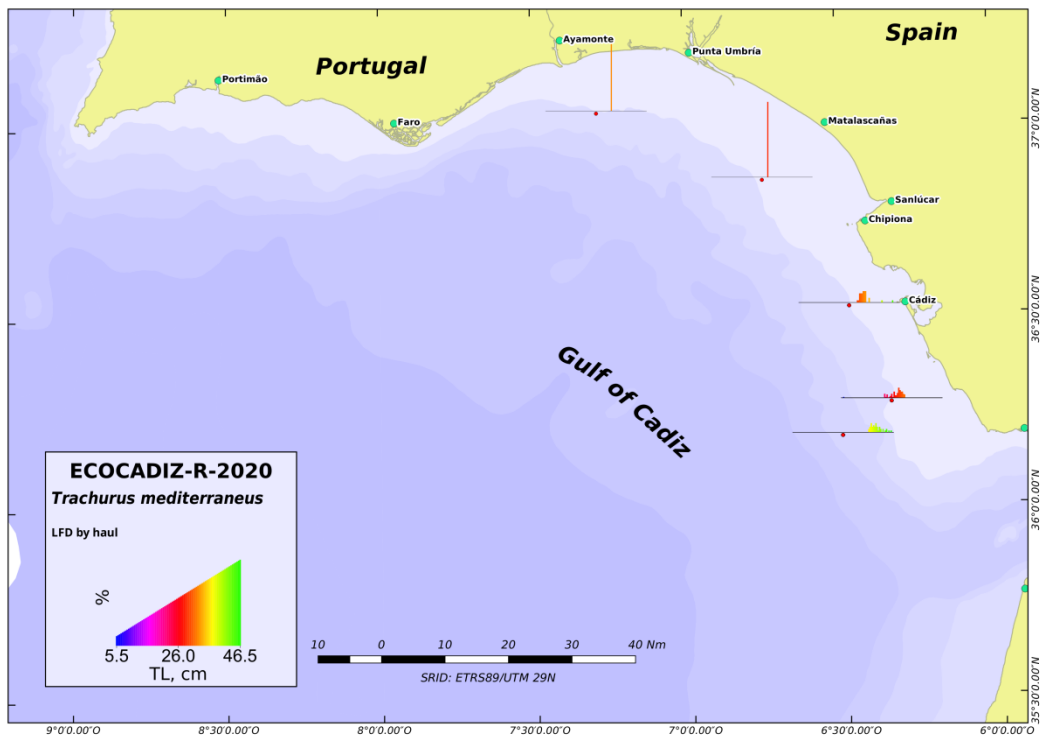 Spain
Portugal
Ayamonte
Punta Umbría
Portimão
Faro
Matalascañas
Sanlúcar
Chipiona
Cádiz
Gulf of Cadiz
37°0'0.00"N
36°30'0.00"N
36°0'0.00"N
35°30'0.00"N
ECOCADIZ-R-2020
Trachurus mediterraneus
LFD by haul
%
5.5 26.0 46.5
TL, cm
10 0 10 20 30 40 Nm
SRID: ETRS89/UTM 29N
9°0'0.00"O 8°30'0.00"O 8°0'0.00"O 7°30'0.00"O 7°0'0.00"O 6°30'0.00"O 6°0'0.00"O